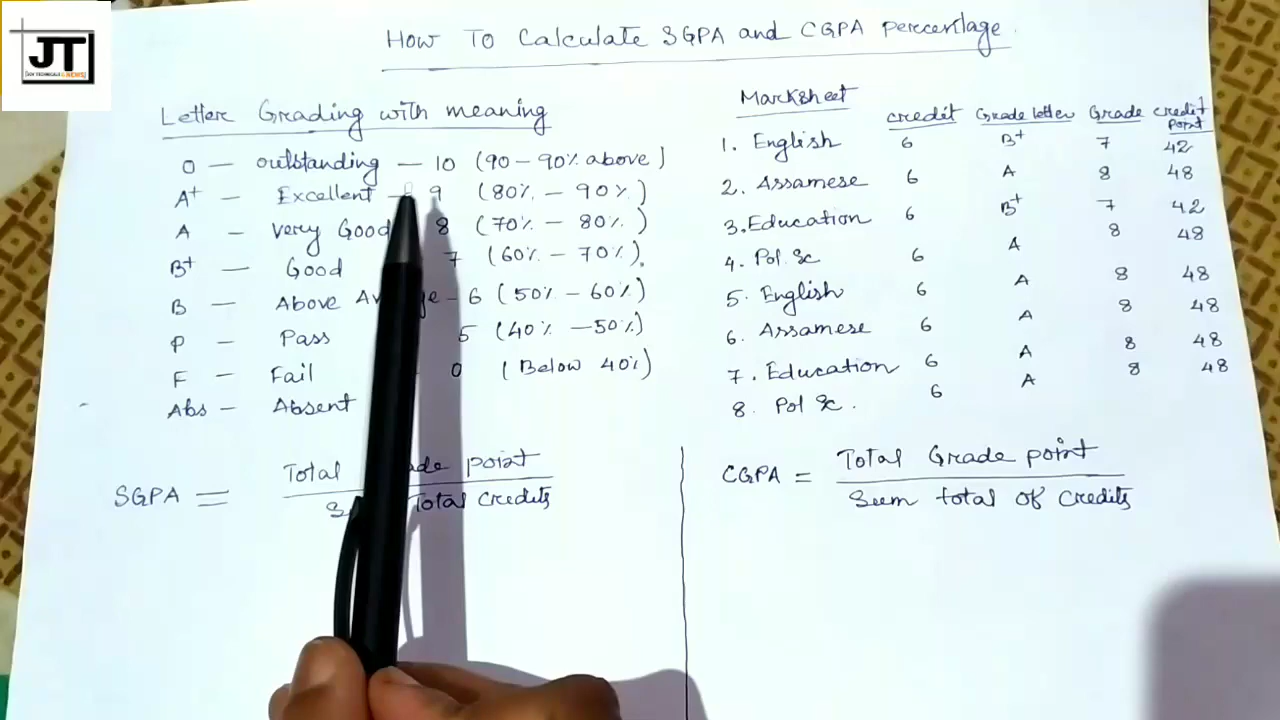 JT
HOW TO Calculate SGPA and CGPA percentage.
Letter Grading with meaning
O — outstanding — 10 (90 – 90% above)
A+ — Excellent — 9 (80% – 90%)
A — very Good 8 (70% – 80%)
B+ — Good 7 (60% – 70%).
B — Above – 6 (50% – 60%)
P — Pass 5 (40% – 50%)
F — Fail 0 (Below 40%)
Abs — Absent
SGPA = Total point
Total Credits
Marksheet credit Grade letter Grade credit point
1. English 6 B+ 7 42
2. Assamese 6 A 8 48
3. Education 6 B+ 7 42
4. Pol. Sc 6 A 8 48
5. English 6 A 8 48
6. Assamese 6 A 8 48
7. Education 6 A 8 48
8. Pol Sc. 6 A 8 48
CGPA = Total Grade point
Sum total of credits